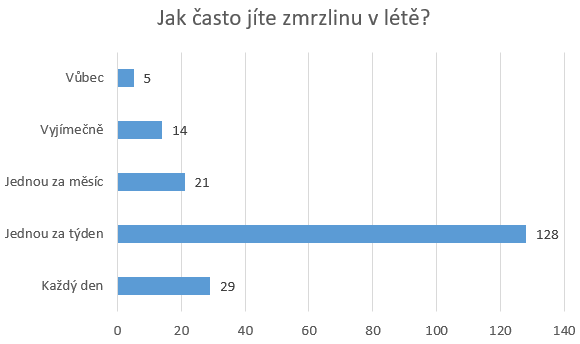 Jak často jíte zmrzlinu v létě?
Vůbec 5
Vyjímečně 14
Jednou za měsíc 21
Jednou za týden 128
Každý den 29
0 20 40 60 80 100 120 140